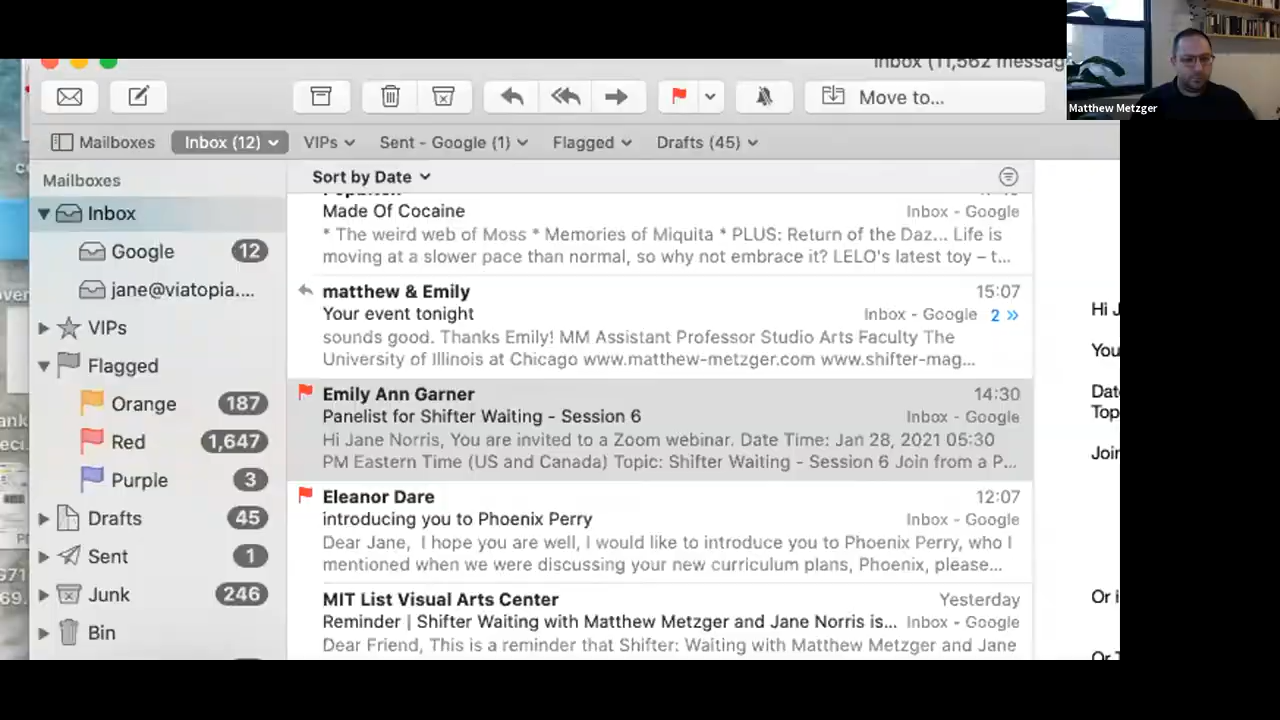 Inbox (11,562 messag
Matthew Metzger
Move to...
Mailboxes
Inbox (12)
VIPs
Sent - Google (1)
Flagged
Drafts (45)
Mailboxes
Inbox
Google 12
jane@viatopia....
VIPs
Flagged
Orange 187
Red 1,647
Purple 3
Drafts 45
Sent 1
Junk 246
Bin
Sort by Date
Made Of Cocaine Inbox - Google
* The weird web of Moss * Memories of Miquita * PLUS: Return of the Daz... Life is
moving at a slower pace than normal, so why not embrace it? LELO's latest toy – t...
matthew & Emily 15:07
Your event tonight Inbox - Google 2 »
sounds good. Thanks Emily! MM Assistant Professor Studio Arts Faculty The
University of Illinois at Chicago www.matthew-metzger.com www.shifter-mag...
Emily Ann Garner 14:30
Panelist for Shifter Waiting - Session 6 Inbox - Google
Hi Jane Norris, You are invited to a Zoom webinar. Date Time: Jan 28, 2021 05:30
PM Eastern Time (US and Canada) Topic: Shifter Waiting - Session 6 Join from a P...
Eleanor Dare 12:07
introducing you to Phoenix Perry Inbox - Google
Dear Jane, I hope you are well, I would like to introduce you to Phoenix Perry, who I
mentioned when we were discussing your new curriculum plans, Phoenix, please...
MIT List Visual Arts Center Yesterday
Reminder | Shifter Waiting with Matthew Metzger and Jane Norris is... Inbox - Google
Dear Friend, This is a reminder that Shifter: Waiting with Matthew Metzger and Jane
Hi J
You
Date
Top
Join
Or i